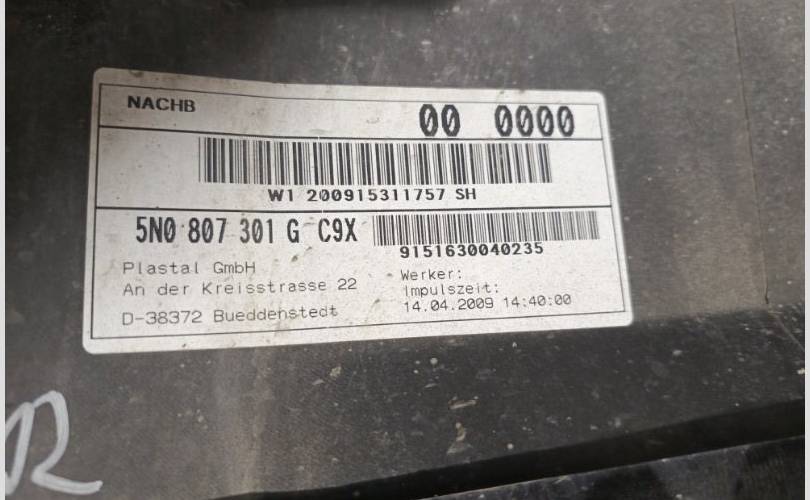 NACHB
00 0000
W1 200915311757 SH
5N0 807 301 G C9X
9151630040235
Plastal GmbH
An der Kreisstrasse 22
D-38372 Bueddenstedt
Werker:
Impulszeit:
14.04.2009 14:40:00